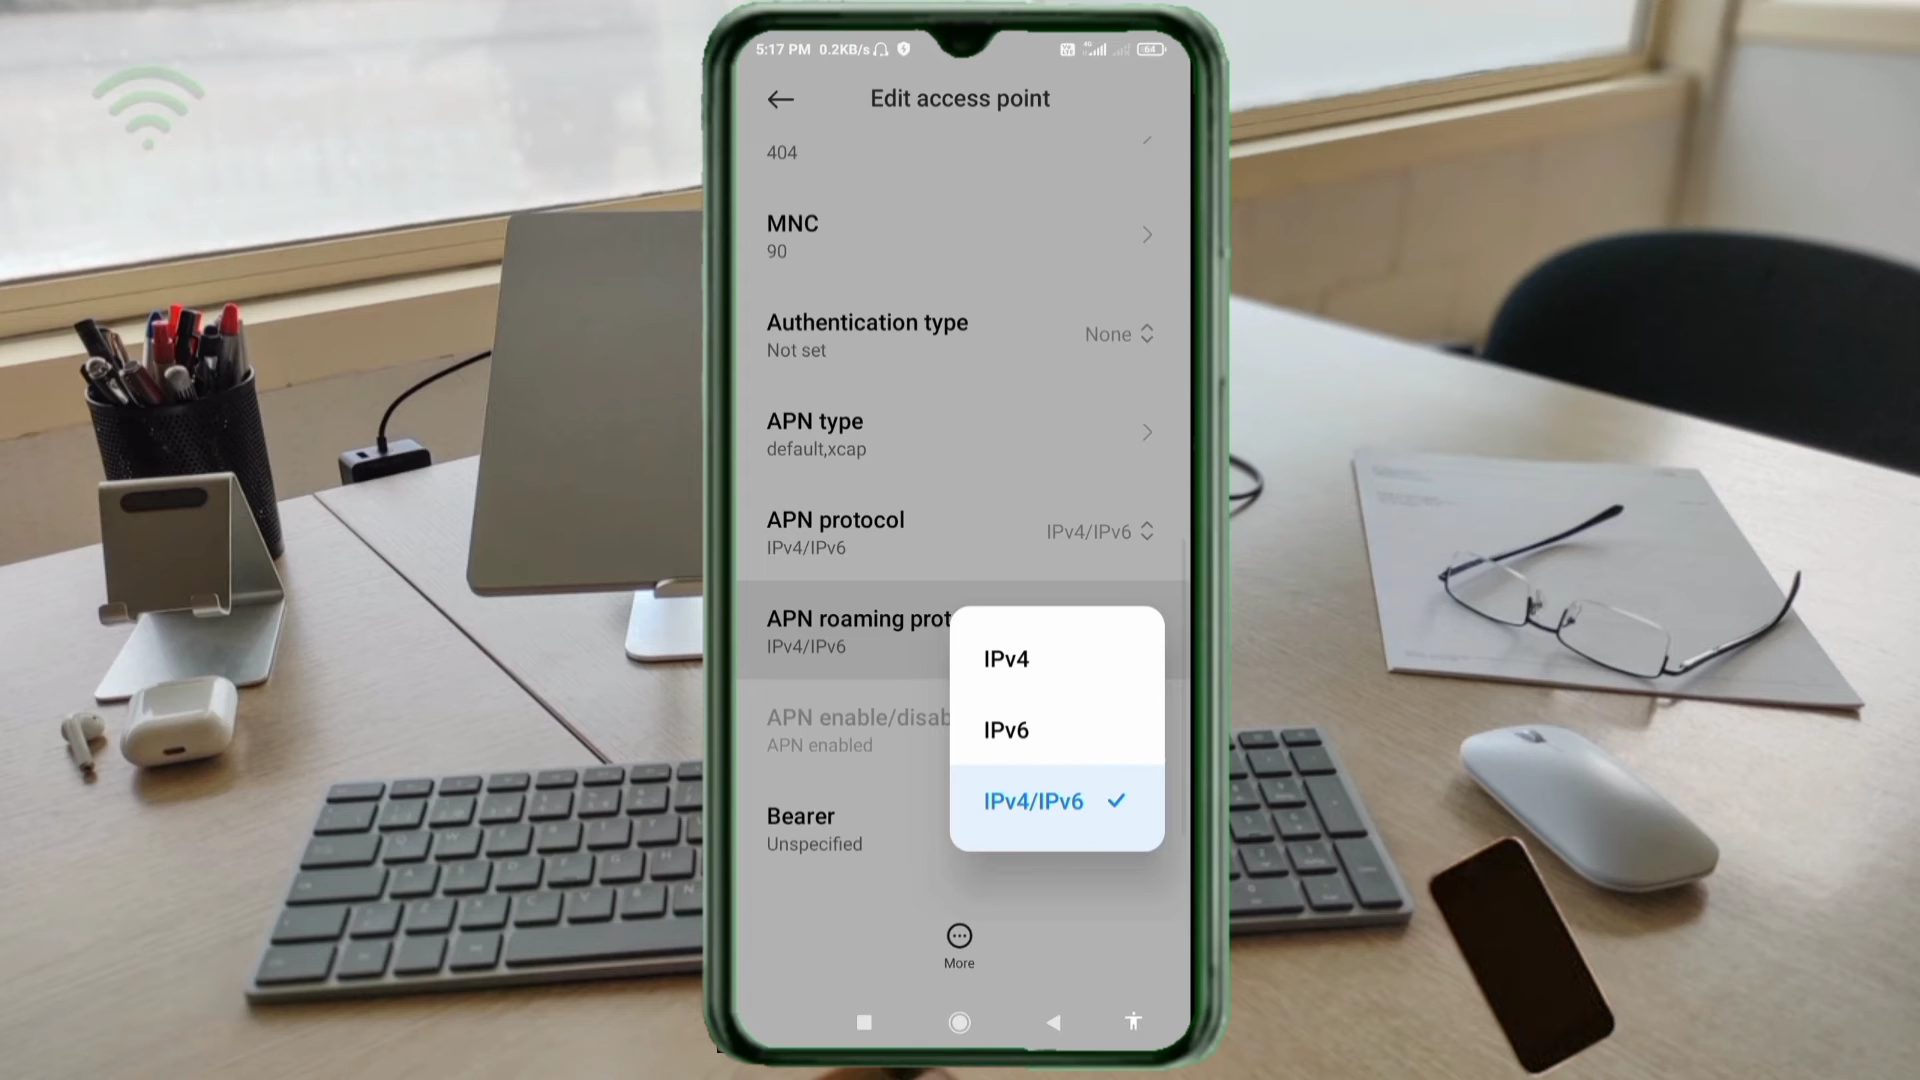 5:17 PM 0.2KB/s 4G 64
Edit access point
404
MNC
90
Authentication type
Not set
None
APN type
default,xcap
APN protocol
IPv4/IPv6
IPv4/IPv6
APN roaming prot
IPv4/IPv6
IPv4
IPv6
IPv4/IPv6
APN enable/disab
APN enabled
Bearer
Unspecified
More